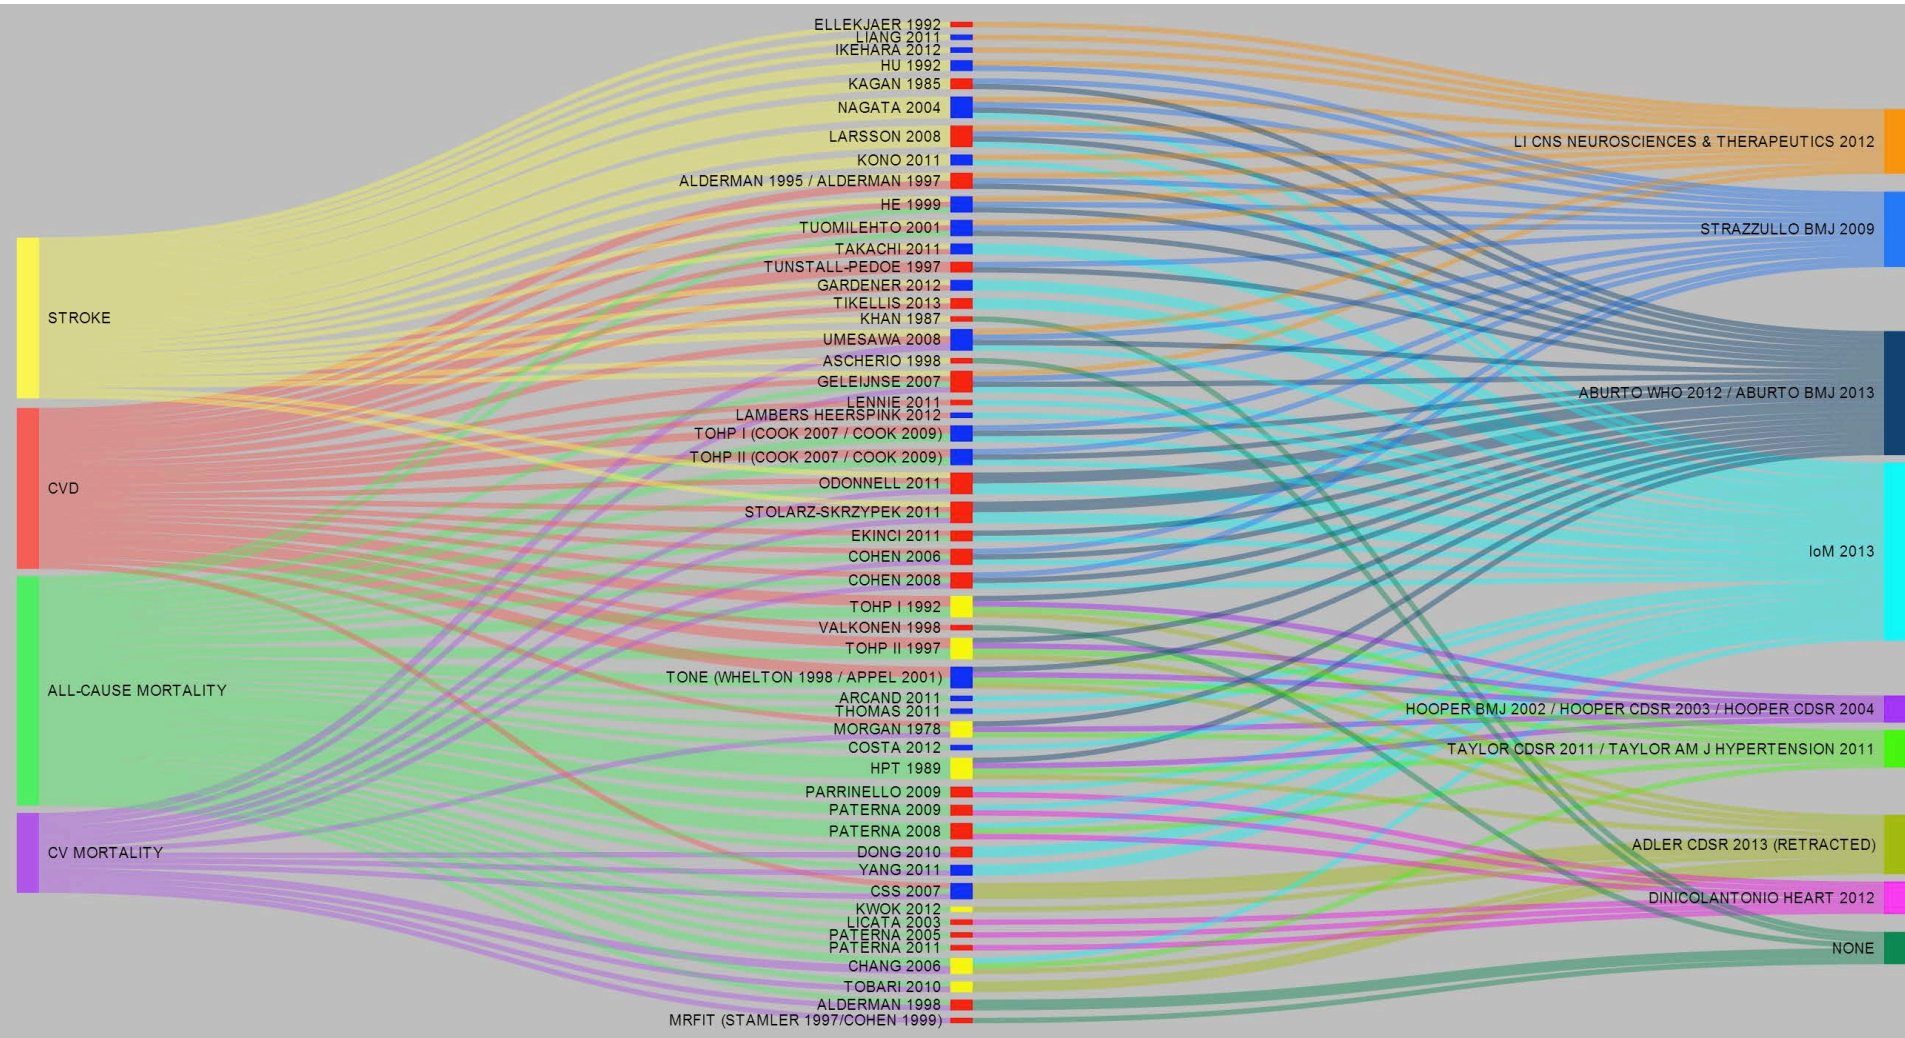 STROKE
CVD
ALL-CAUSE MORTALITY
CV MORTALITY
ELLEKJAER 1992
LIANG 2011
IKEHARA 2012
HU 1992
KAGAN 1985
NAGATA 2004
LARSSON 2008
KONO 2011
ALDERMAN 1995 / ALDERMAN 1997
HE 1999
TUOMILEHTO 2001
TAKACHI 2011
TUNSTALL-PEDOE 1997
GARDENER 2012
TIKELLIS 2013
KHAN 1987
UMESAWA 2008
ASCHERIO 1998
GELEIJNSE 2007
LENNIE 2011
LAMBERS HEERSPINK 2012
TOHP I (COOK 2007 / COOK 2009)
TOHP II (COOK 2007 / COOK 2009)
ODONNELL 2011
STOLARZ-SKRZYPEK 2011
EKINCI 2011
COHEN 2006
COHEN 2008
TOHP I 1992
VALKONEN 1998
TOHP II 1997
TONE (WHELTON 1998 / APPEL 2001)
ARCAND 2011
THOMAS 2011
MORGAN 1978
COSTA 2012
HPT 1989
PARRINELLO 2009
PATERNA 2009
PATERNA 2008
DONG 2010
YANG 2011
CSS 2007
KWOK 2012
LICATA 2003
PATERNA 2005
PATERNA 2011
CHANG 2006
TOBARI 2010
ALDERMAN 1998
MRFIT (STAMLER 1997/COHEN 1999)
LI CNS NEUROSCIENCES & THERAPEUTICS 2012
STRAZZULLO BMJ 2009
ABURTO WHO 2012 / ABURTO BMJ 2013
IoM 2013
HOOPER BMJ 2002 / HOOPER CDSR 2003 / HOOPER CDSR 2004
TAYLOR CDSR 2011 / TAYLOR AM J HYPERTENSION 2011
ADLER CDSR 2013 (RETRACTED)
DINICOLANTONIO HEART 2012
NONE